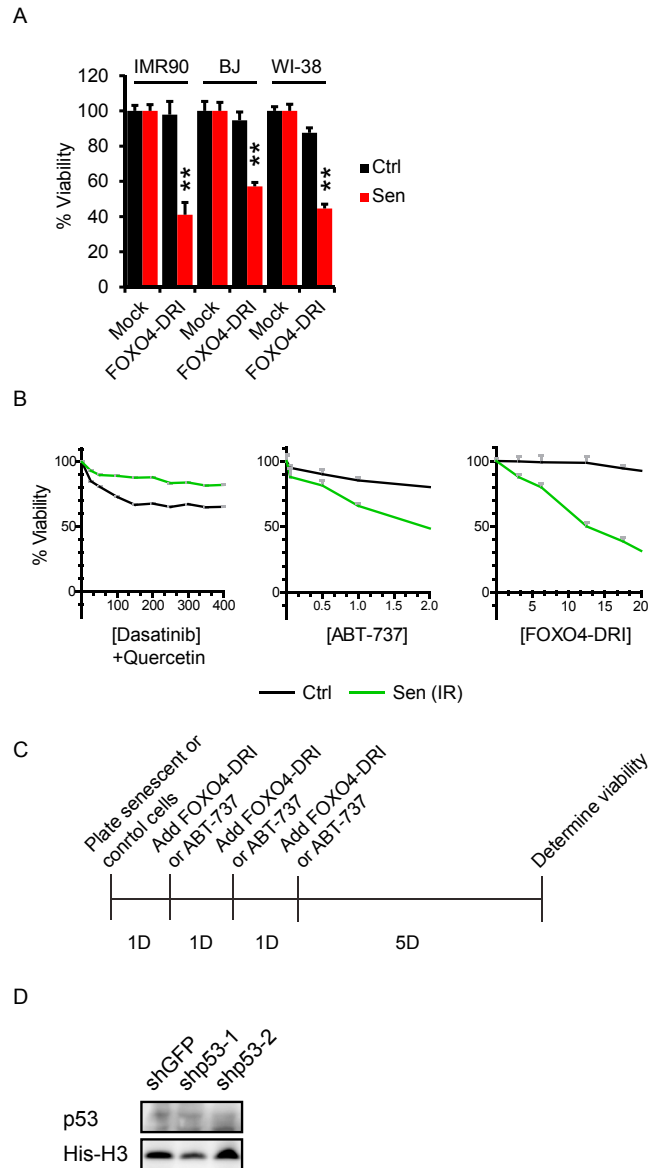 A
IMR90 BJ WI-38
120
100
80
60
40
20
0
% Viability
** ** **
Ctrl
Sen
Mock
FOXO4-DRI
Mock
FOXO4-DRI
Mock
FOXO4-DRI
B
% Viability
100
50
0
100 200 300 400
[Dasatinib]
+Quercetin
100
50
0
0.5 1.0 1.5 2.0
[ABT-737]
100
50
0
5 10 15 20
[FOXO4-DRI]
Ctrl Sen (IR)
C
Plate senescent or
conrtol cells
Add FOXO4-DRI
or ABT-737
Add FOXO4-DRI
or ABT-737
Add FOXO4-DRI
or ABT-737
Determine viability
1D 1D 1D 5D
D
shGFP
shp53-1
shp53-2
p53
His-H3